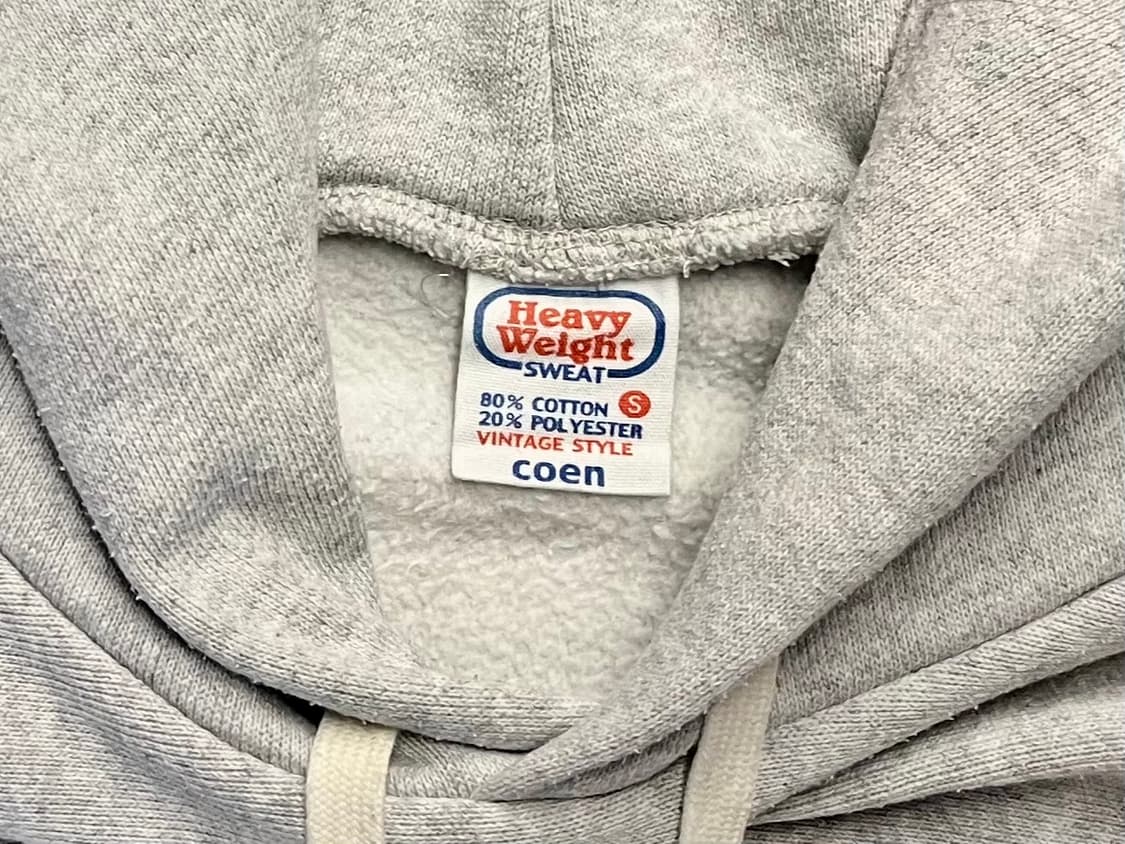 Heavy
Weight
SWEAT
80% COTTON S
20% POLYESTER
VINTAGE STYLE
coen